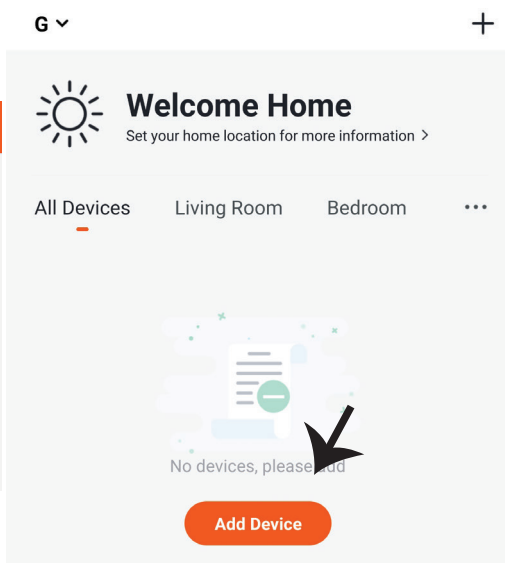 G
Welcome Home
Set your home location for more information >
All Devices Living Room Bedroom ...
No devices, please add
Add Device